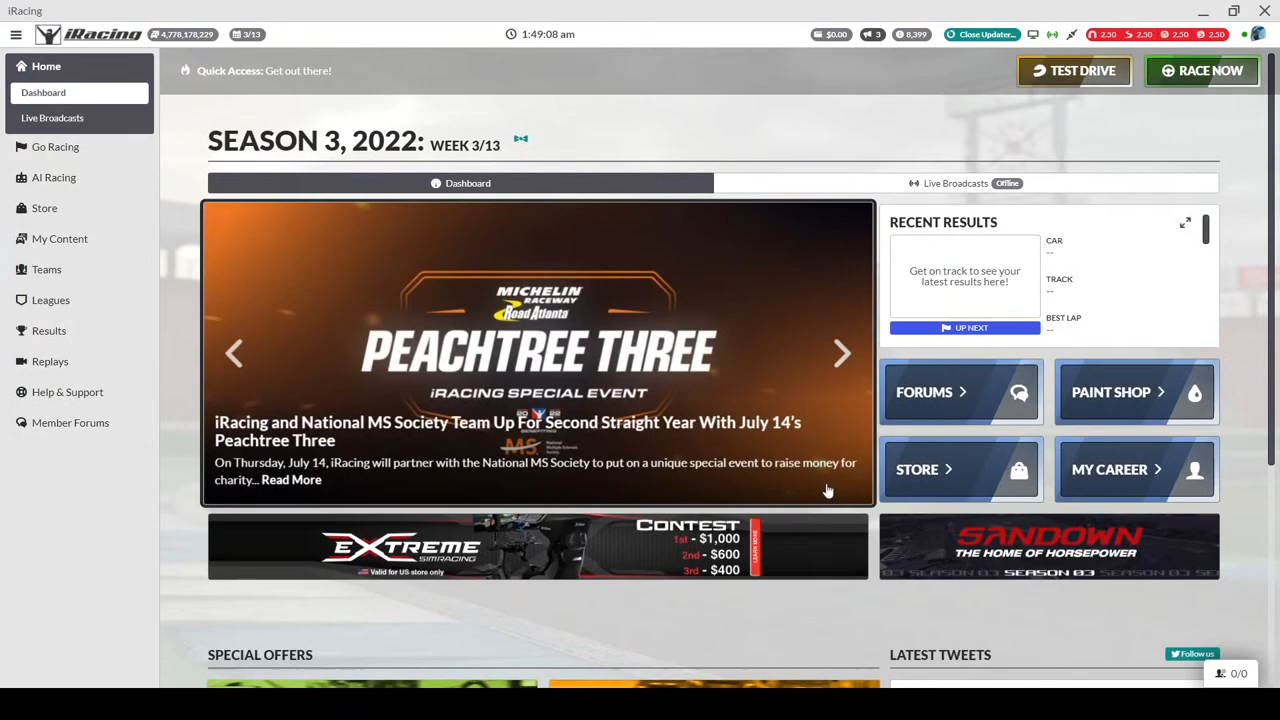 iRacing
iRacing
4,778,178,229
3/13
1:49:08 am
$0.00
3
8,399
Close Updater...
2.50
2.50
2.50
2.50
Home
Dashboard
Live Broadcasts
Go Racing
AI Racing
Store
My Content
Teams
Leagues
Results
Replays
Help & Support
Member Forums
Quick Access: Get out there!
TEST DRIVE
RACE NOW
SEASON 3, 2022: WEEK 3/13
Dashboard
Live Broadcasts Offline
MICHELIN
RACEWAY
Road Atlanta
PEACHTREE THREE
iRACING SPECIAL EVENT
iRacing and National MS Society Team Up For Second Straight Year With July 14's
Peachtree Three
On Thursday, July 14, iRacing will partner with the National MS Society to put on a unique special event to raise money for
charity... Read More
RECENT RESULTS
Get on track to see your
latest results here!
UP NEXT
CAR
--
TRACK
--
BEST LAP
--
FORUMS
PAINT SHOP
STORE
MY CAREER
EXTREME
SIMRACING
Valid for US store only
CONTEST
1st - $1,000
2nd - $600
3rd - $400
LEARN MORE
SANDOWN
THE HOME OF HORSEPOWER
SEASON 03
SPECIAL OFFERS
LATEST TWEETS
Follow us
0/0